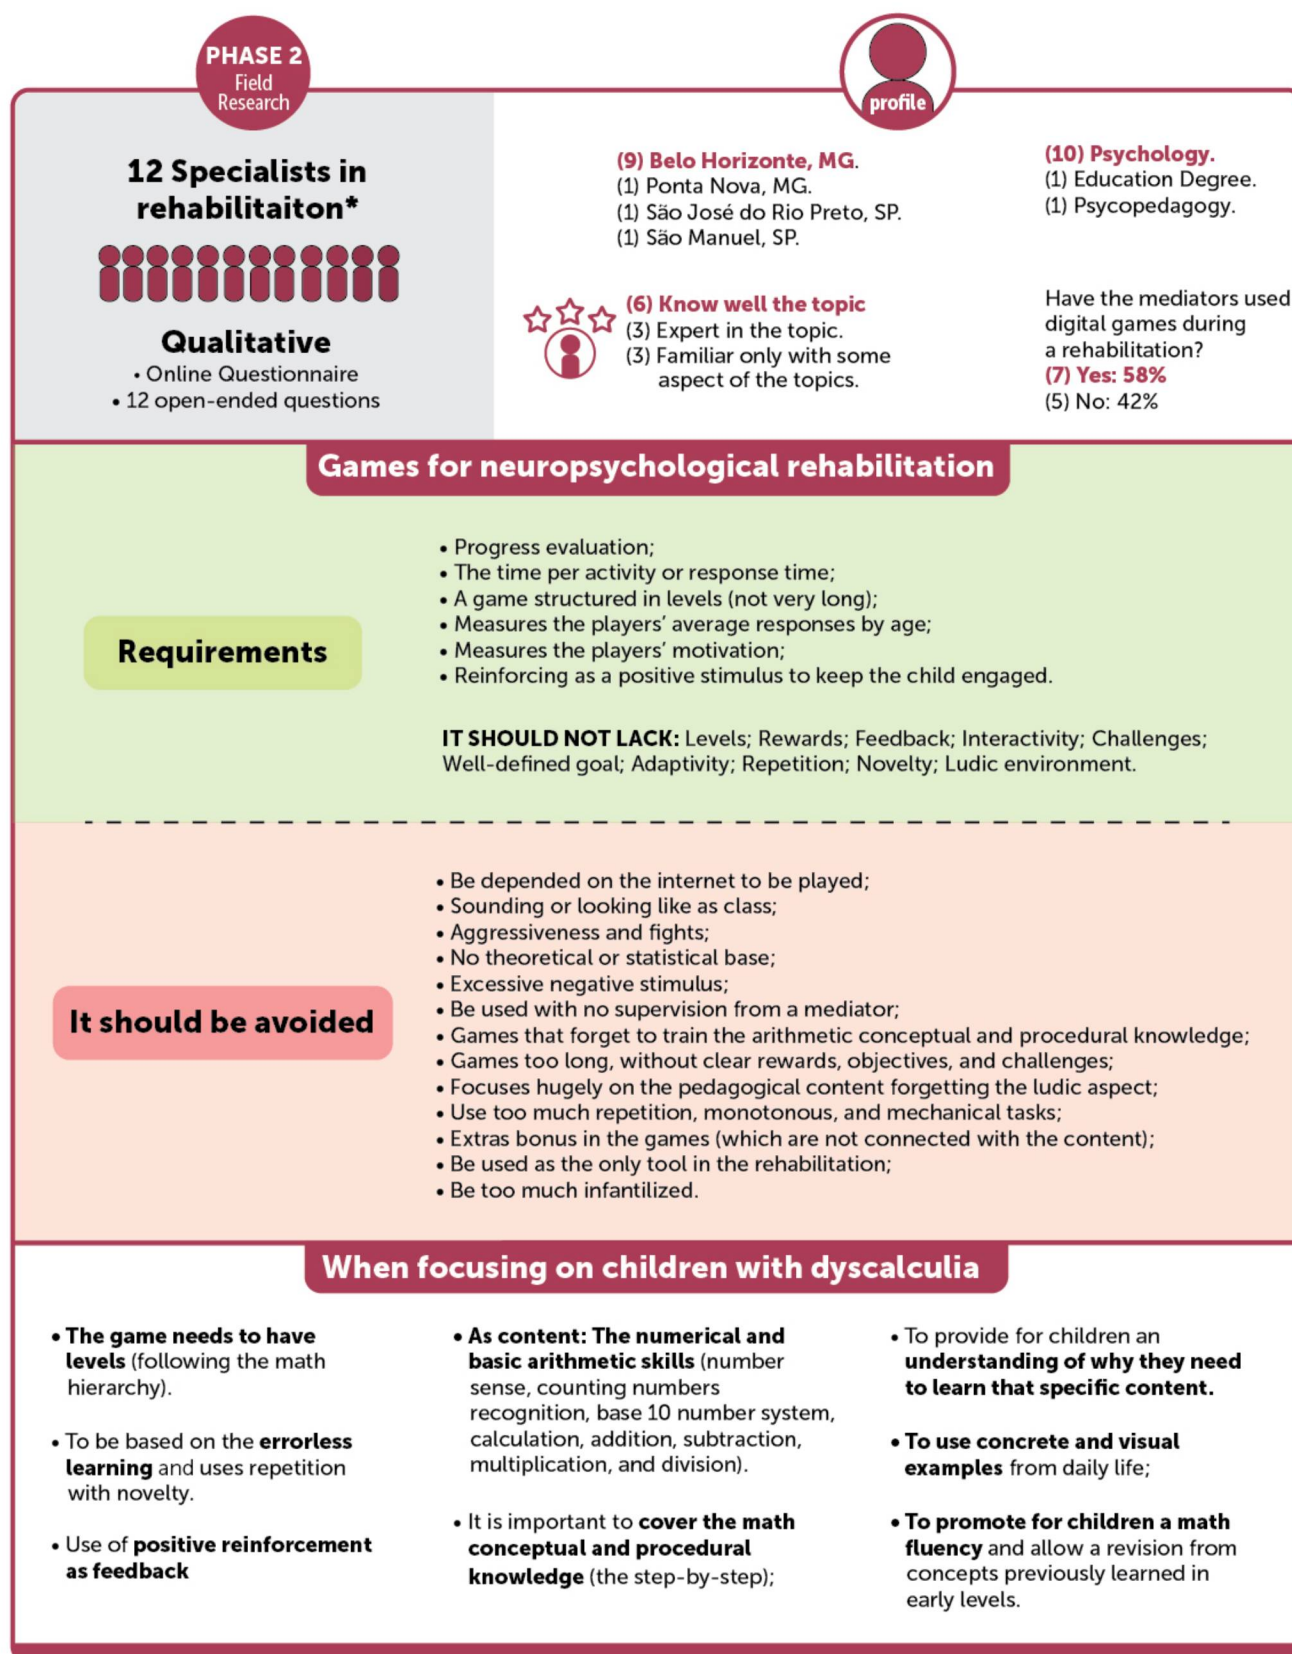 PHASE 2
Field
Research
profile
12 Specialists in
rehabilitaiton*
Qualitative
• Online Questionnaire
• 12 open-ended questions
(9) Belo Horizonte, MG.
(1) Ponta Nova, MG.
(1) São José do Rio Preto, SP.
(1) São Manuel, SP.
(10) Psychology.
(1) Education Degree.
(1) Psycopedagogy.
(6) Know well the topic
(3) Expert in the topic.
(3) Familiar only with some
aspect of the topics.
Have the mediators used
digital games during
a rehabilitation?
(7) Yes: 58%
(5) No: 42%
Games for neuropsychological rehabilitation
Requirements
• Progress evaluation;
• The time per activity or response time;
• A game structured in levels (not very long);
• Measures the players’ average responses by age;
• Measures the players’ motivation;
• Reinforcing as a positive stimulus to keep the child engaged.
IT SHOULD NOT LACK: Levels; Rewards; Feedback; Interactivity; Challenges;
Well-defined goal; Adaptivity; Repetition; Novelty; Ludic environment.
It should be avoided
• Be depended on the internet to be played;
• Sounding or looking like as class;
• Aggressiveness and fights;
• No theoretical or statistical base;
• Excessive negative stimulus;
• Be used with no supervision from a mediator;
• Games that forget to train the arithmetic conceptual and procedural knowledge;
• Games too long, without clear rewards, objectives, and challenges;
• Focuses hugely on the pedagogical content forgetting the ludic aspect;
• Use too much repetition, monotonous, and mechanical tasks;
• Extras bonus in the games (which are not connected with the content);
• Be used as the only tool in the rehabilitation;
• Be too much infantilized.
When focusing on children with dyscalculia
• The game needs to have
levels (following the math
hierarchy).
• To be based on the errorless
learning and uses repetition
with novelty.
• Use of positive reinforcement
as feedback
• As content: The numerical and
basic arithmetic skills (number
sense, counting numbers
recognition, base 10 number system,
calculation, addition, subtraction,
multiplication, and division).
• It is important to cover the math
conceptual and procedural
knowledge (the step-by-step);
• To provide for children an
understanding of why they need
to learn that specific content.
• To use concrete and visual
examples from daily life;
• To promote for children a math
fluency and allow a revision from
concepts previously learned in
early levels.